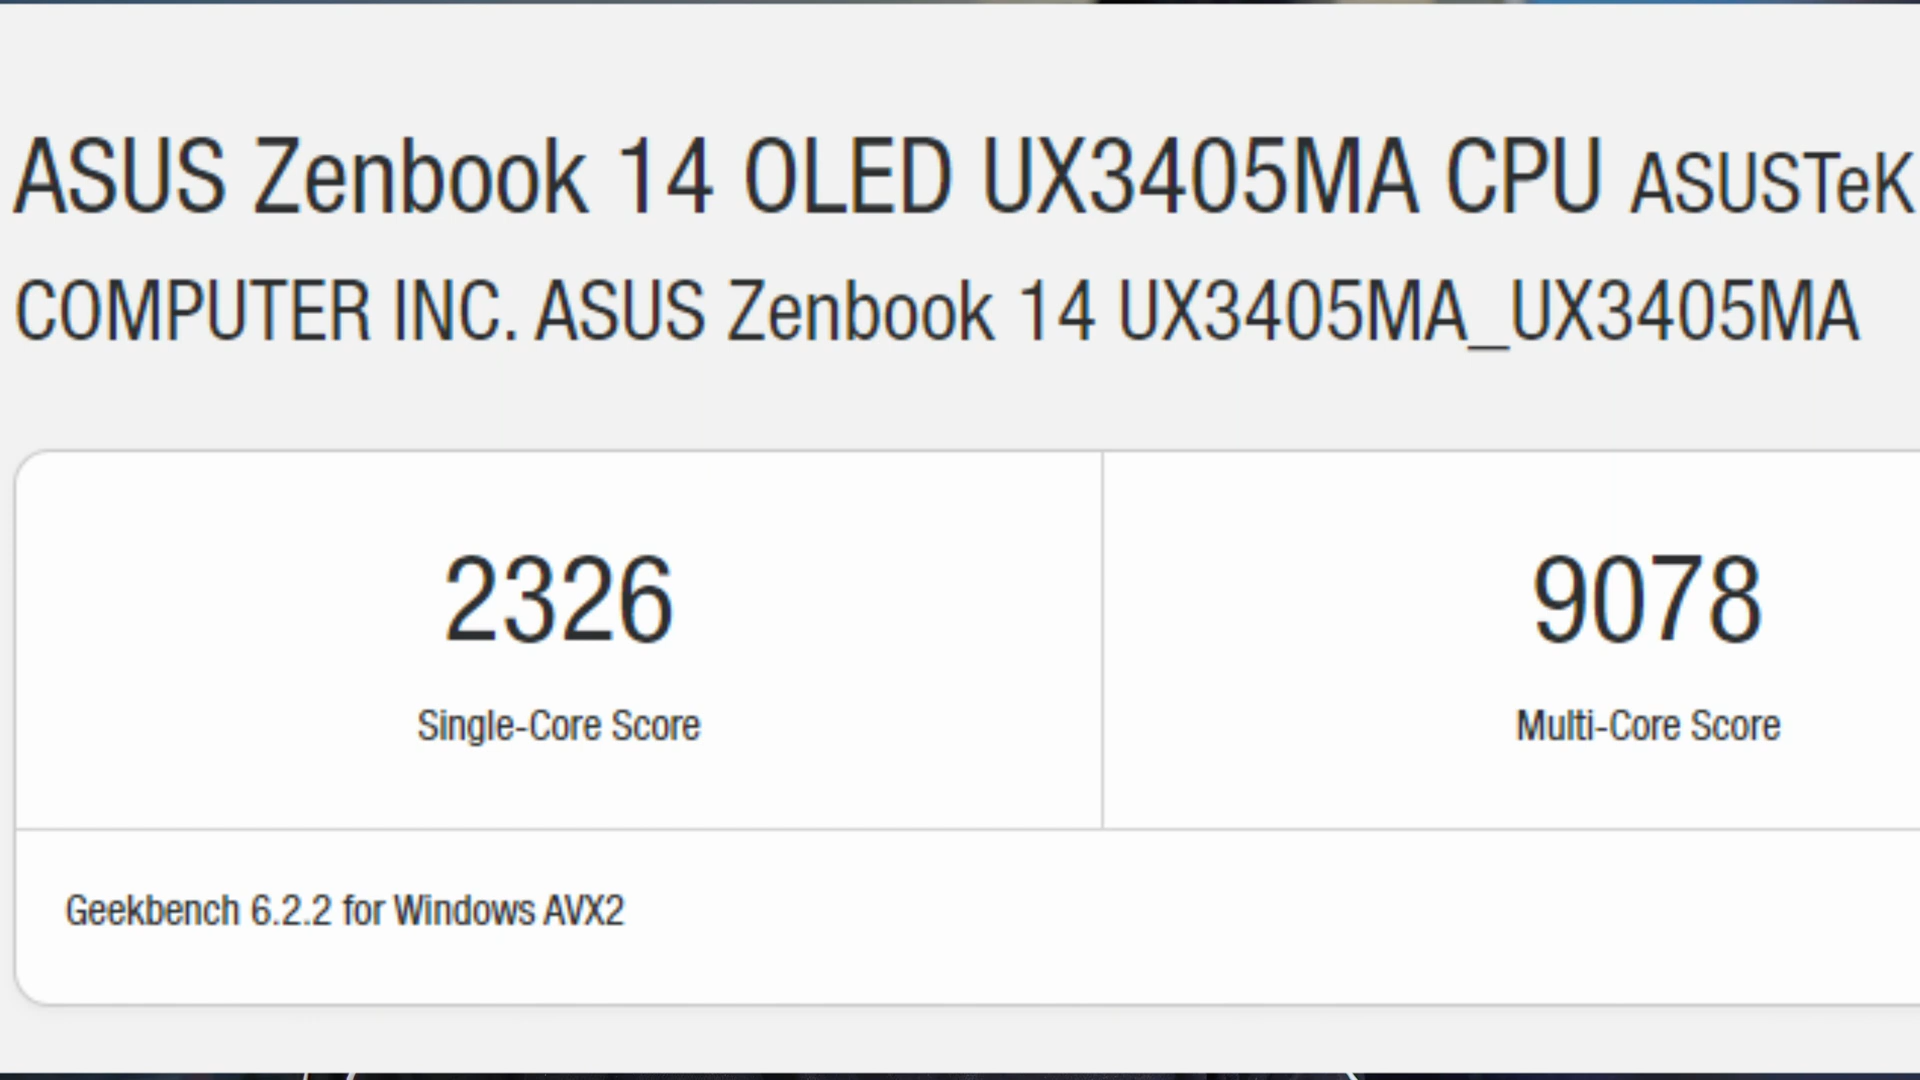 ASUS Zenbook 14 OLED UX3405MA CPU ASUSTeK
COMPUTER INC. ASUS Zenbook 14 UX3405MA_UX3405MA
2326
9078
Single-Core Score
Multi-Core Score
Geekbench 6.2.2 for Windows AVX2